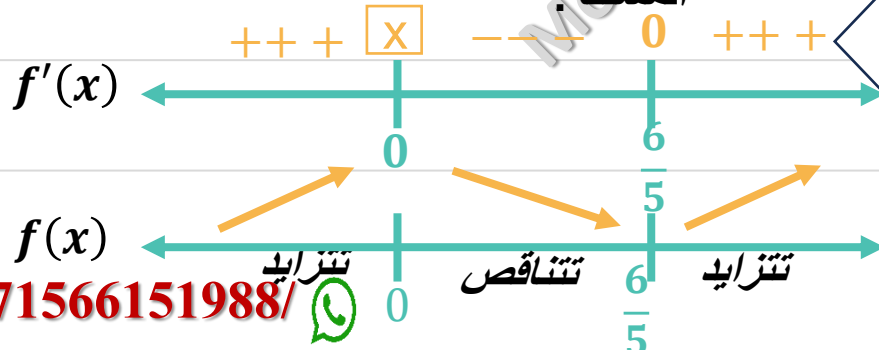 +++ x −−− 0 +++
f′(x)
0 6/5
f(x)
تتزايد تتناقص تتزايد
0 6/5
71566151988/